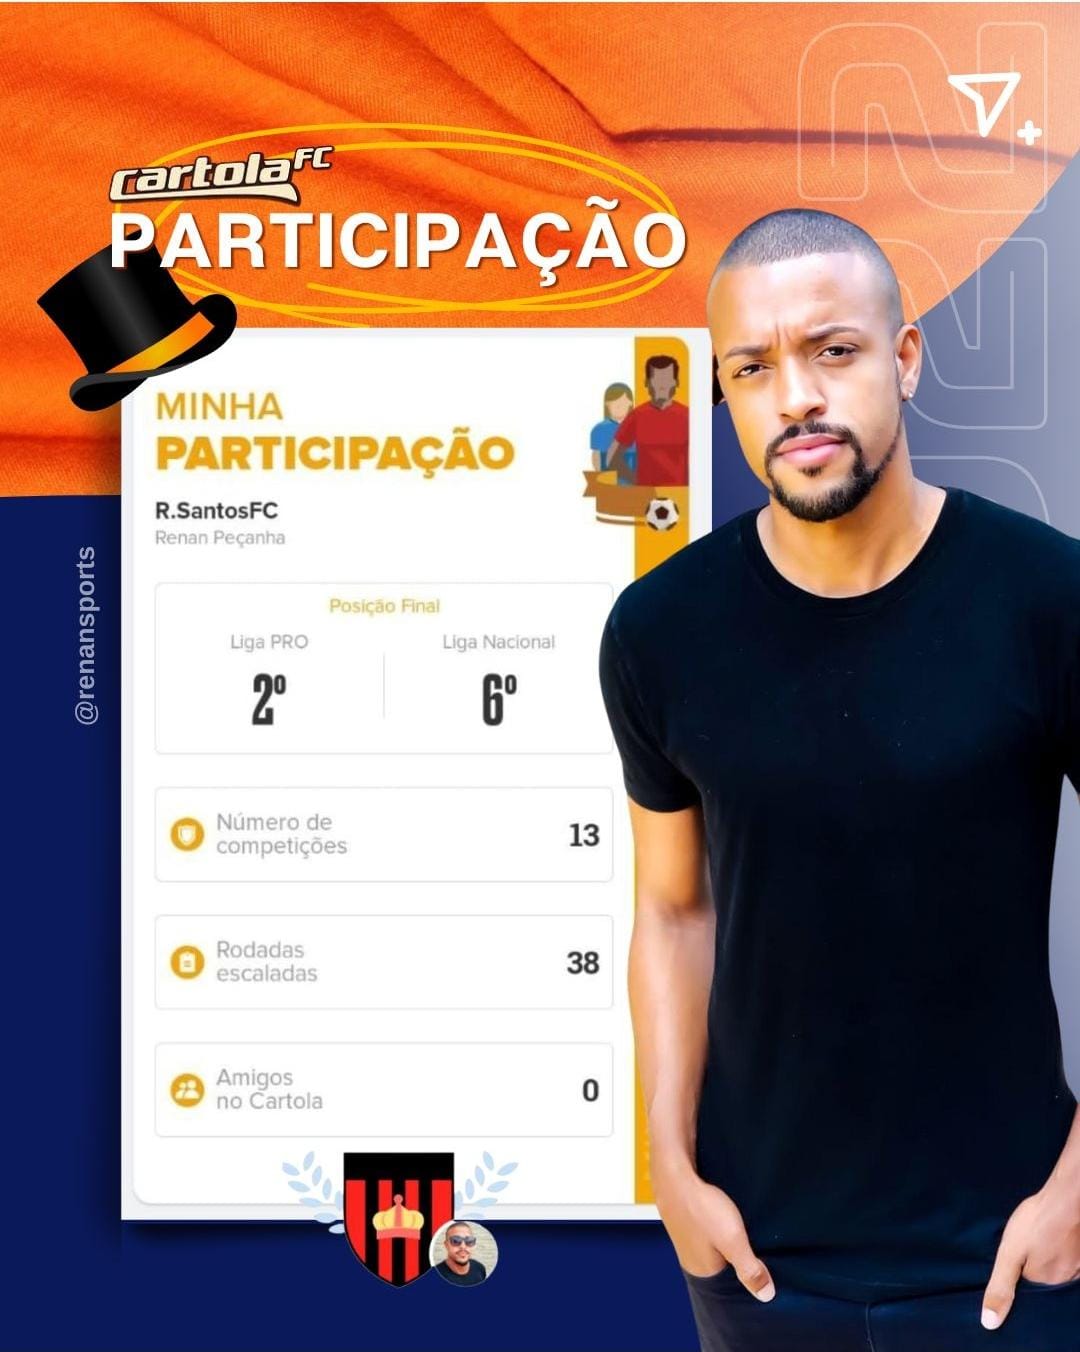 cartolaFC
PARTICIPAÇÃO
MINHA
PARTICIPAÇÃO
R.SantosFC
Renan Peçanha
@renansports
Posição Final
Liga PRO
Liga Nacional
2º
6º
Número de
competições
13
Rodadas
escaladas
38
Amigos
no Cartola
0